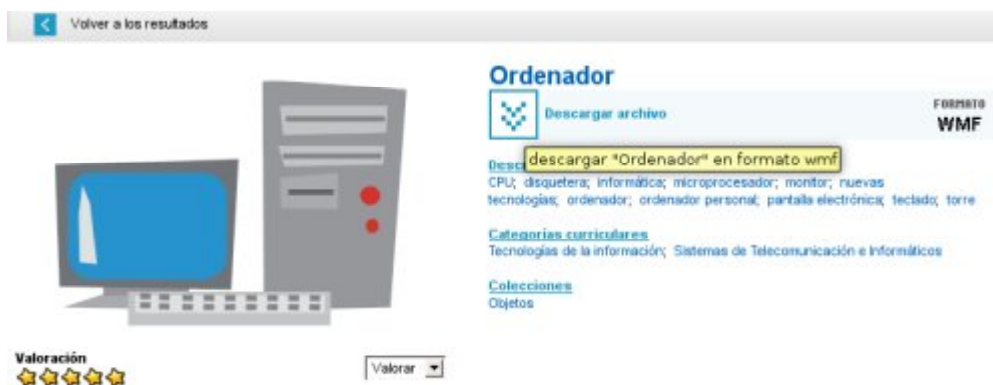 Volver a los resultados
Ordenador
Descargar archivo
FORMATO
WMF
descargar "Ordenador" en formato wmf
CPU; disquetera; informática; microprocesador; monitor; nuevas
tecnologías; ordenador; ordenador personal; pantalla electrónica; teclado; torre
Categorías curriculares
Tecnologías de la información; Sistemas de Telecomunicación e Informáticos
Colecciones
Objetos
Valoración
Valorar